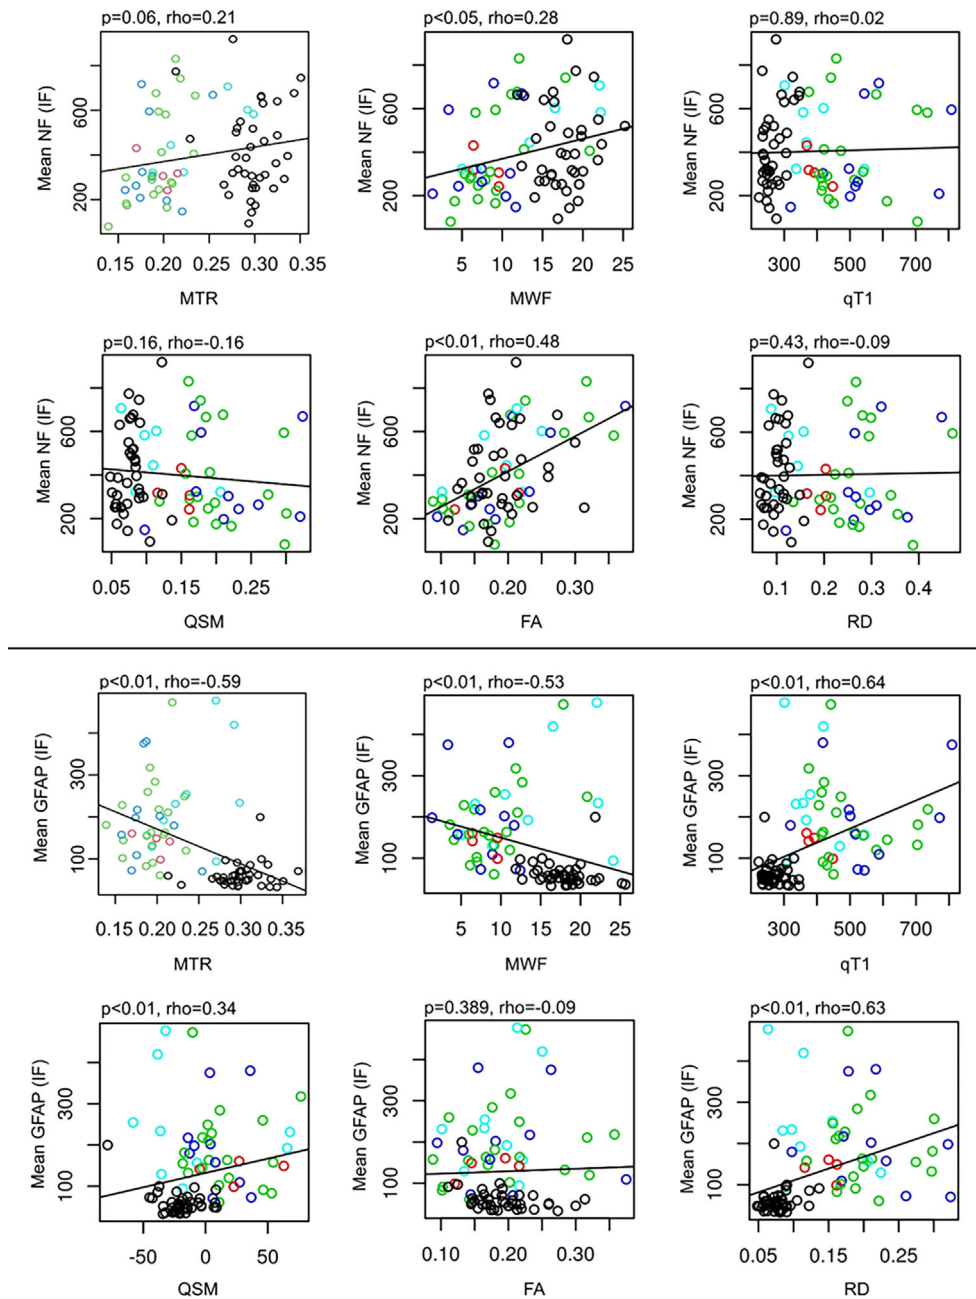 p=0.06, rho=0.21
p<0.05, rho=0.28
p=0.89, rho=0.02
Mean NF (IF)
200 600
0.15 0.20 0.25 0.30 0.35
MTR
Mean NF (IF)
200 600
5 10 15 20 25
MWF
Mean NF (IF)
200 600
300 500 700
qT1
p=0.16, rho=-0.16
p<0.01, rho=0.48
p=0.43, rho=-0.09
Mean NF (IF)
200 600
0.05 0.15 0.25
QSM
Mean NF (IF)
200 600
0.10 0.20 0.30
FA
Mean NF (IF)
200 600
0.1 0.2 0.3 0.4
RD
p<0.01, rho=-0.59
p<0.01, rho=-0.53
p<0.01, rho=0.64
Mean GFAP (IF)
100 300
0.15 0.20 0.25 0.30 0.35
MTR
Mean GFAP (IF)
100 300
5 10 15 20 25
MWF
Mean GFAP (IF)
100 300
300 500 700
qT1
p<0.01, rho=0.34
p=0.389, rho=-0.09
p<0.01, rho=0.63
Mean GFAP (IF)
100 300
-50 0 50
QSM
Mean GFAP (IF)
100 300
0.10 0.20 0.30
FA
Mean GFAP (IF)
100 300
0.05 0.15 0.25
RD